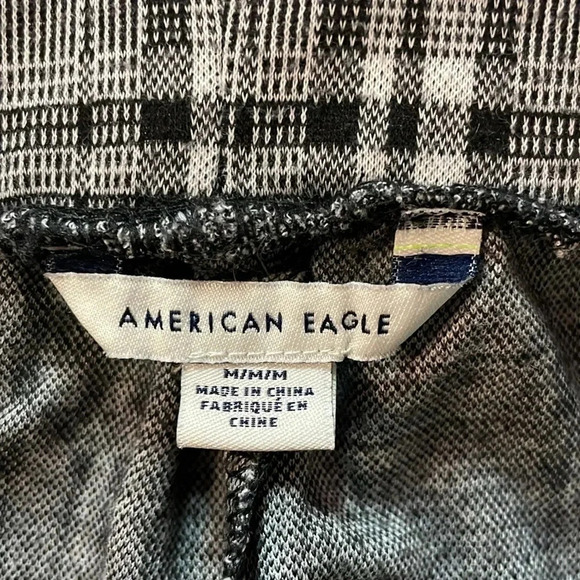 AMERICAN EAGLE
M/M/M
MADE IN CHINA
FABRIQUÉ EN
CHINE